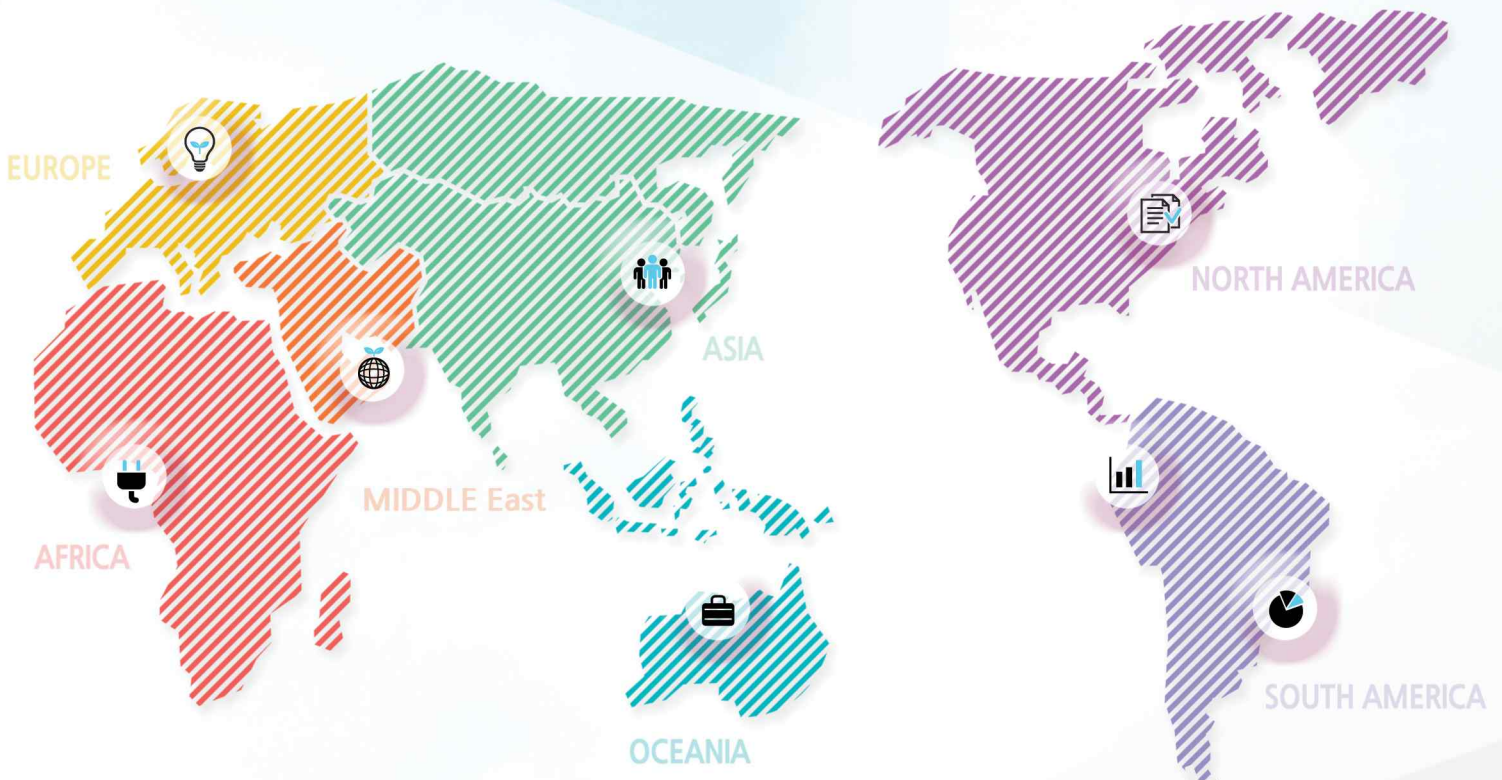 EUROPE
NORTH AMERICA
ASIA
MIDDLE East
AFRICA
SOUTH AMERICA
OCEANIA